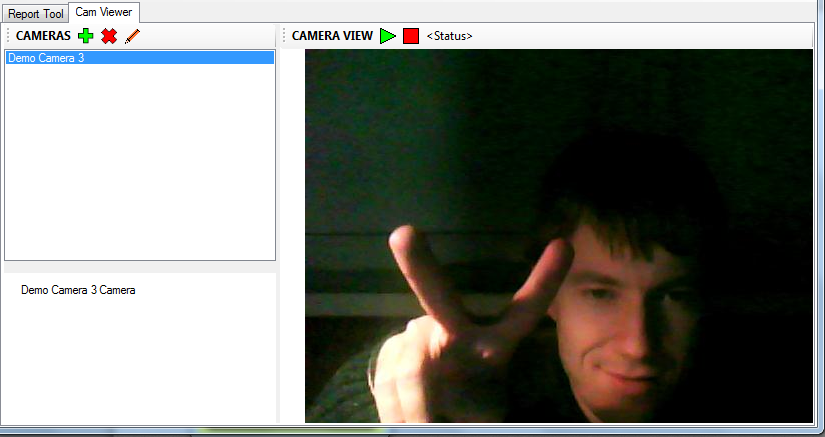 Report Tool
Cam Viewer
CAMERAS
CAMERA VIEW
<Status>
Demo Camera 3
Demo Camera 3 Camera